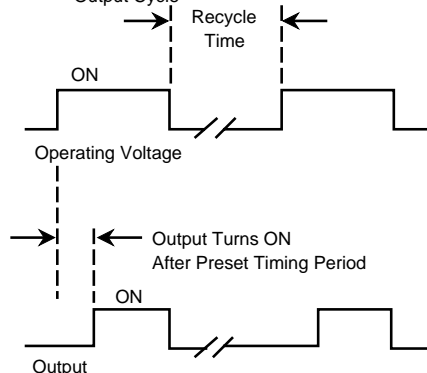 Output Cycle
Recycle
Time
ON
Operating Voltage
Output Turns ON
After Preset Timing Period
ON
Output